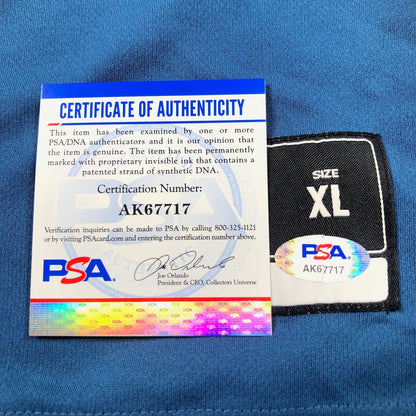 CERTIFICATE OF AUTHENTICITY
This item has been examined by one or more
PSA/DNA authenticators and it is our opinion that
the item is genuine. The item has been permanently
marked with proprietary invisible ink that contains a
patented strand of synthetic DNA.
Certification Number:
AK67717
Verification inquiries can be made to PSA by calling 800-325-1121
or by visiting PSAcard.com and entering the certification number above.
PSA
Joe Orlando
Joe Orlando
President & CEO, Collectors Universe
SIZE
XL
PSA
AK67717